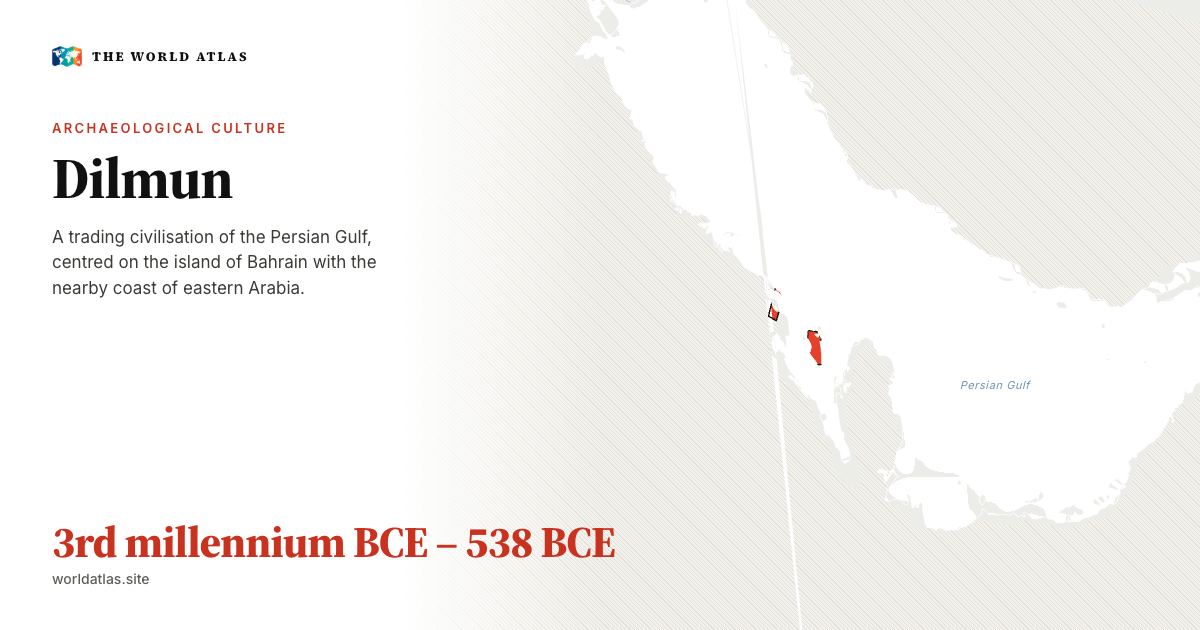 THE WORLD ATLAS
ARCHAEOLOGICAL CULTURE
Dilmun
A trading civilisation of the Persian Gulf,
centred on the island of Bahrain with the
nearby coast of eastern Arabia.
Persian Gulf
3rd millennium BCE – 538 BCE
worldatlas.site